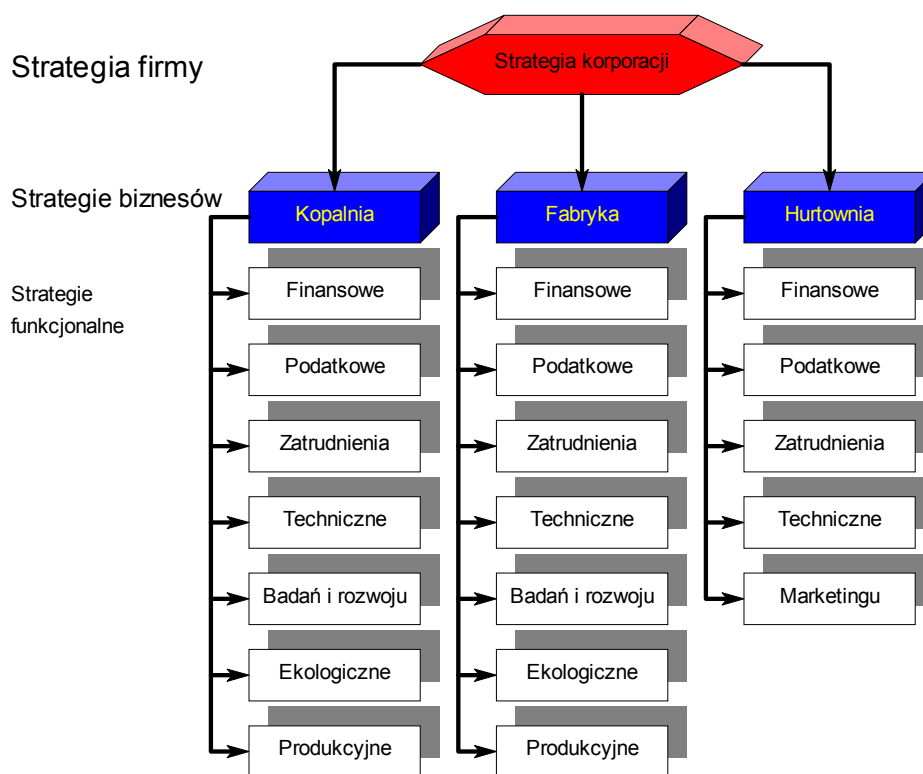 Strategia firmy
Strategia korporacji
Strategie biznesów
Kopalnia
Fabryka
Hurtownia
Strategie
funkcjonalne
Finansowe
Finansowe
Finansowe
Podatkowe
Podatkowe
Podatkowe
Zatrudnienia
Zatrudnienia
Zatrudnienia
Techniczne
Techniczne
Techniczne
Badań i rozwoju
Badań i rozwoju
Marketingu
Ekologiczne
Ekologiczne
Produkcyjne
Produkcyjne